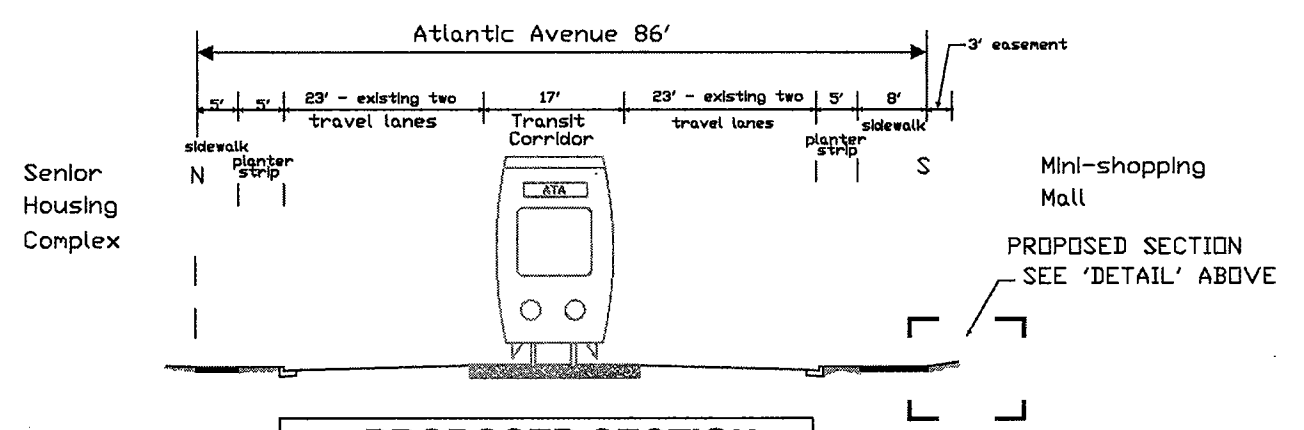 Atlantic Avenue 86'
3' easement
5'
5'
23' - existing two
travel lanes
17'
Transit
Corridor
23' - existing two
travel lanes
5'
8'
sidewalk
sidewalk
planter
strip
planter
strip
N
S
Senior
Housing
Complex
ATA
Mini-shopping
Mall
PROPOSED SECTION
SEE 'DETAIL' ABOVE
PROPOSED SECTION